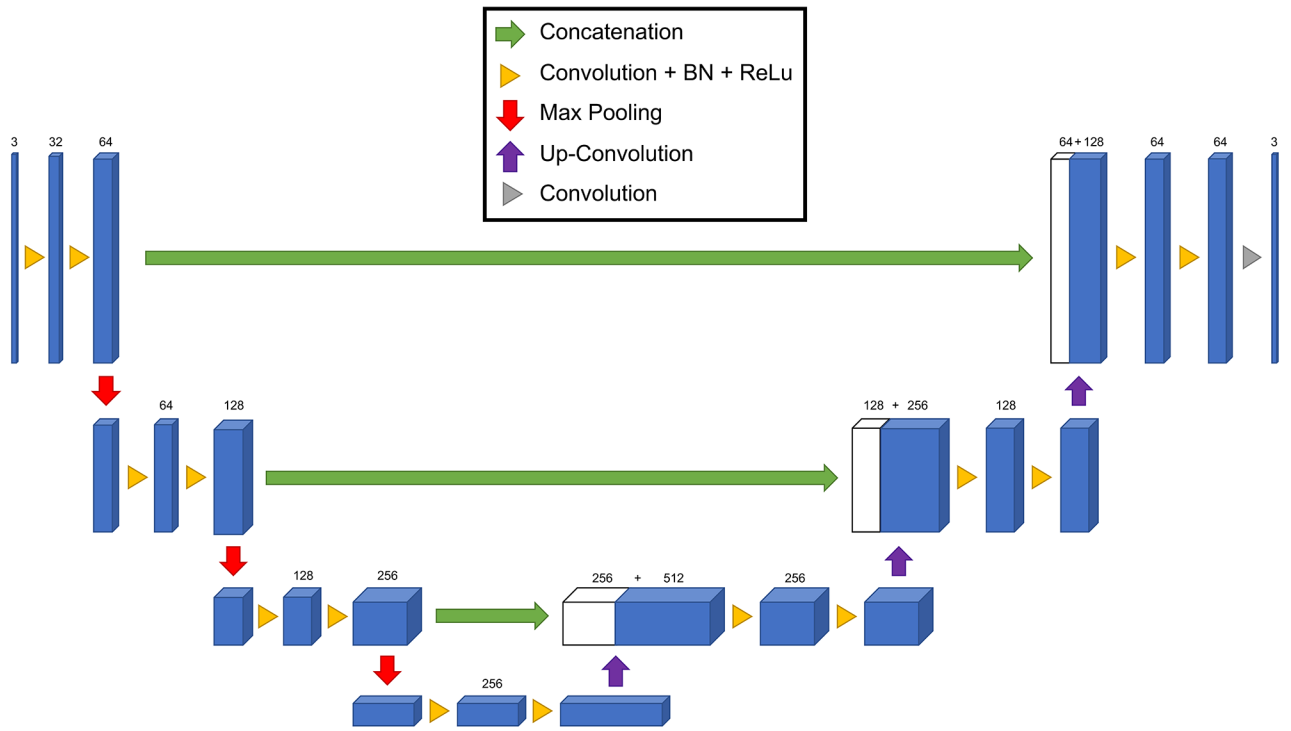 Concatenation
Convolution + BN + ReLu
Max Pooling
Up-Convolution
Convolution
3 32 64 64 + 128 64 64 3
64 128 128 + 256 128
128 256 256 + 512 256
256